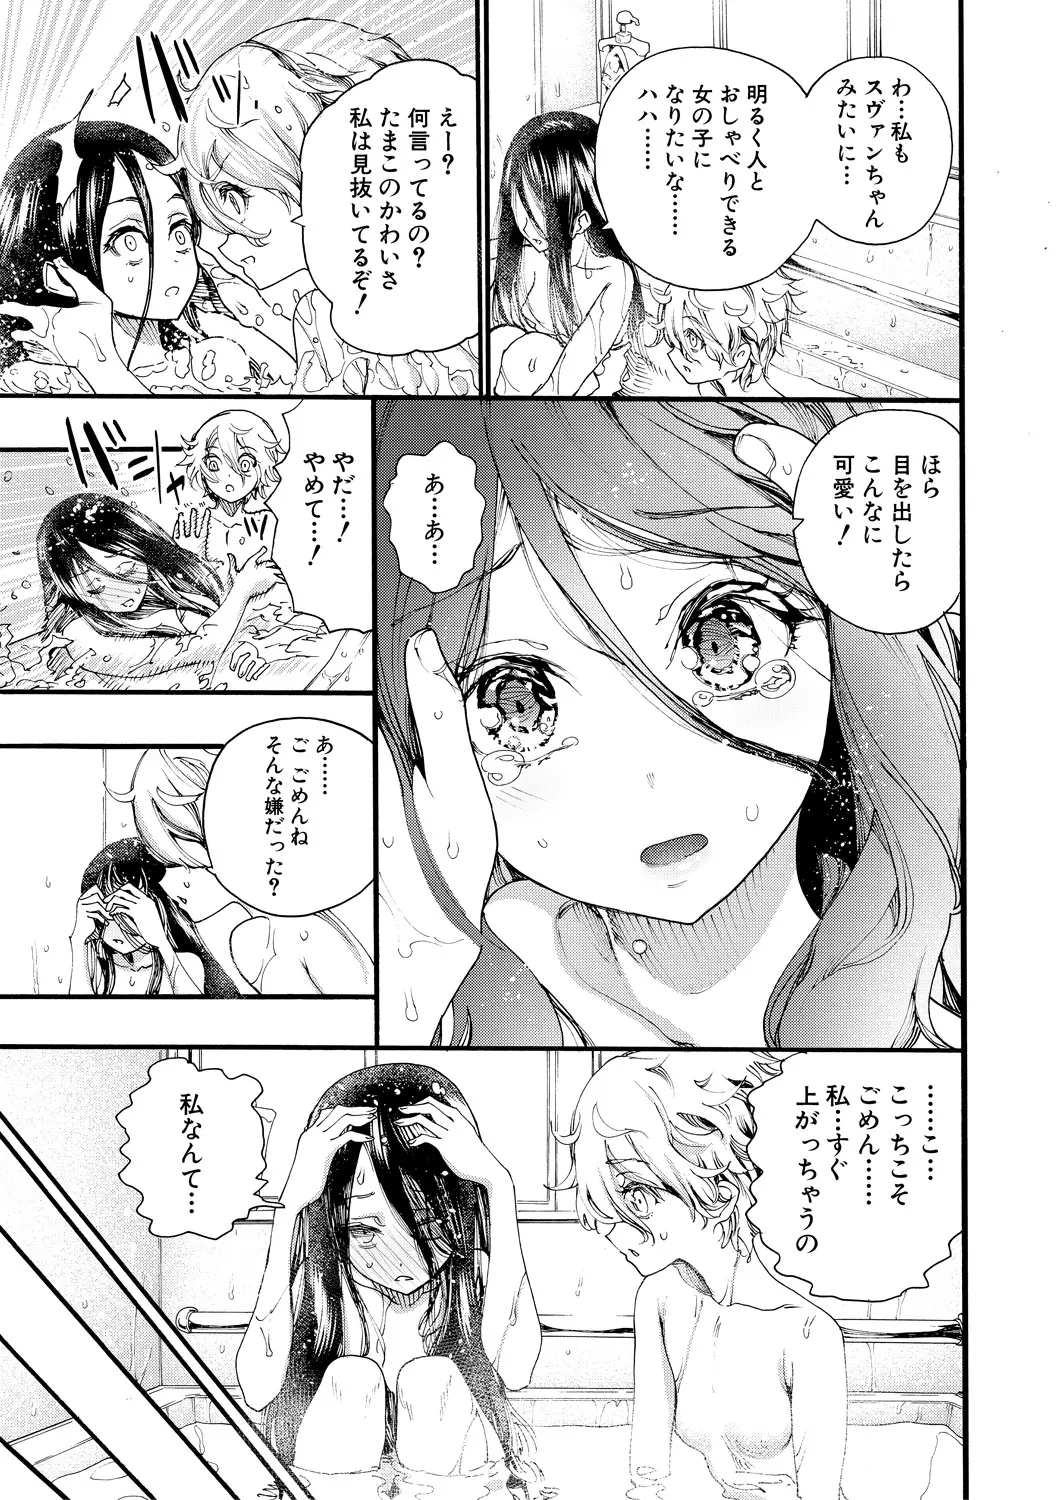 わ…私も
スヴァンちゃん
みたいに…
明るく人と
おしゃべりできる
女の子に
なりたいな……
ハハ……
えー？
何言ってるの？
たまこのかわいさ
私は見抜いてるぞ！
ほら
目を出したら
こんなに
可愛い！
あ…あ…
やだ…！
やめて…！
あ……
ご ごめんね
そんな嫌だった？
……こ…
こっちこそ
ごめん……
私…すぐ
上がっちゃうの
私なんて…